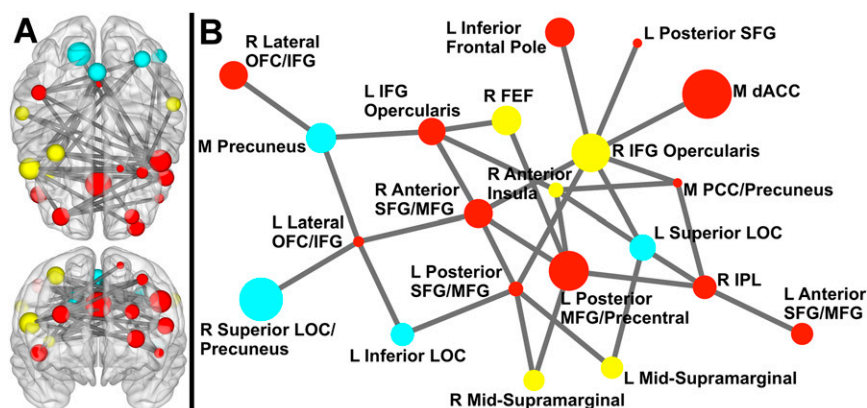 A
B
R Lateral
OFC/IFG
L Inferior
Frontal Pole
L Posterior SFG
L IFG
Opercularis
R FEF
M dACC
M Precuneus
R IFG Opercularis
R Anterior
Insula
R Anterior
SFG/MFG
M PCC/Precuneus
L Lateral
OFC/IFG
L Superior LOC
L Posterior
SFG/MFG
R IPL
L Posterior
MFG/Precentral
L Anterior
SFG/MFG
R Superior LOC/
Precuneus
L Inferior LOC
L Mid-Supramarginal
R Mid-Supramarginal